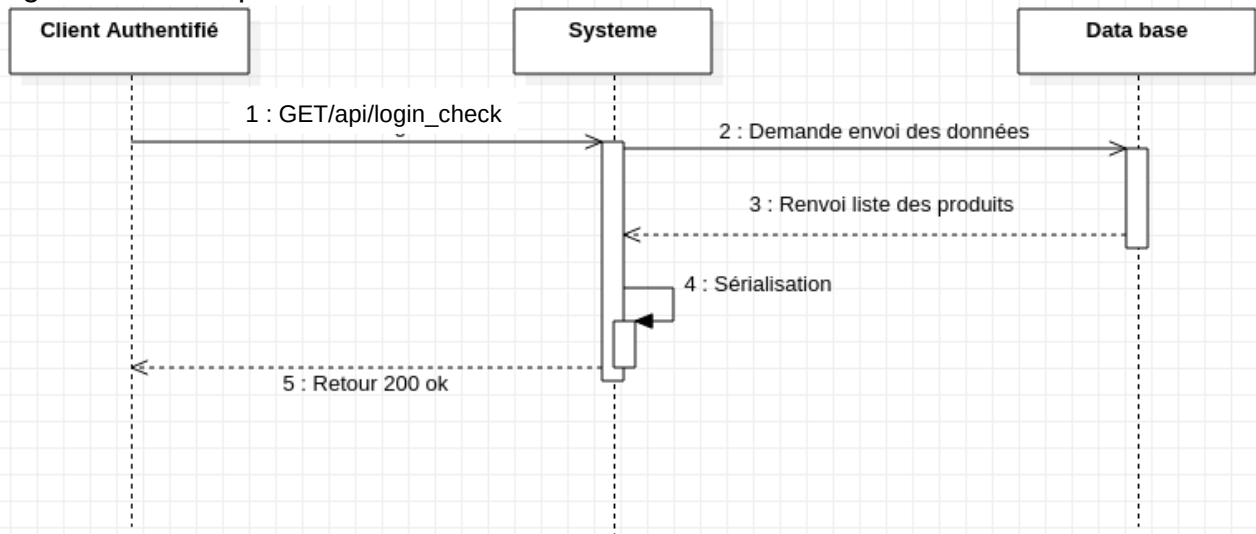 Client Authentifié
Systeme
Data base
1 : GET/api/login_check
2 : Demande envoi des données
3 : Renvoi liste des produits
4 : Sérialisation
5 : Retour 200 ok